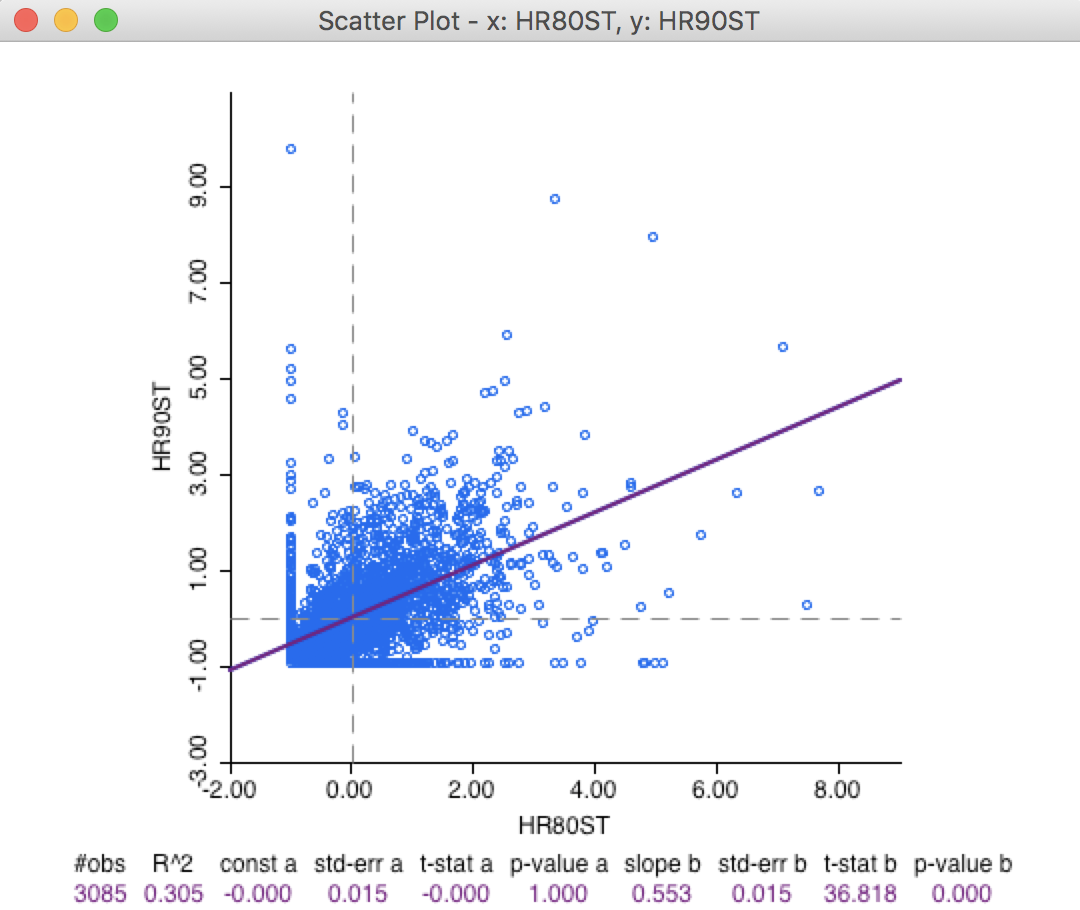 Scatter Plot - x: HR80ST, y: HR90ST
9.00
7.00
5.00
3.00
1.00
-1.00
-3.00
HR90ST
-2.00 0.00 2.00 4.00 6.00 8.00
HR80ST
#obs R^2 const a std-err a t-stat a p-value a slope b std-err b t-stat b p-value b
3085 0.305 -0.000 0.015 -0.000 1.000 0.553 0.015 36.818 0.000